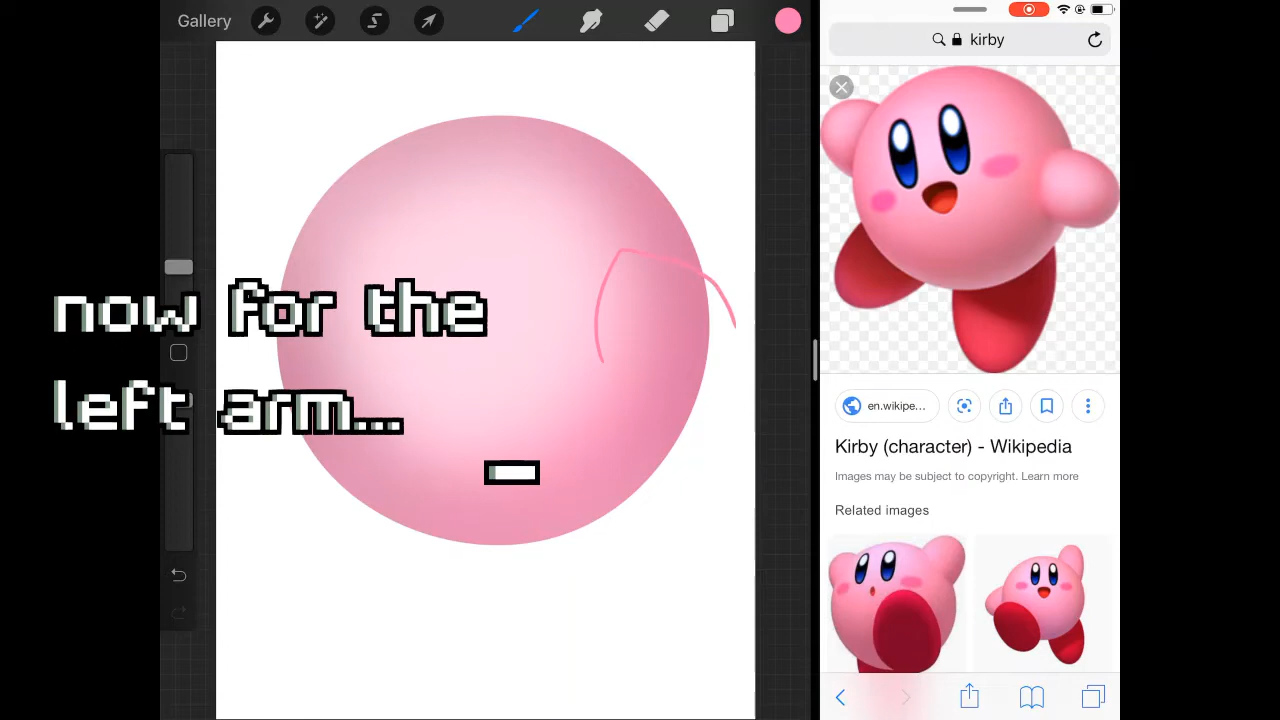 Gallery
kirby
now for the
left arm...
en.wikipe...
Kirby (character) - Wikipedia
Images may be subject to copyright. Learn more
Related images